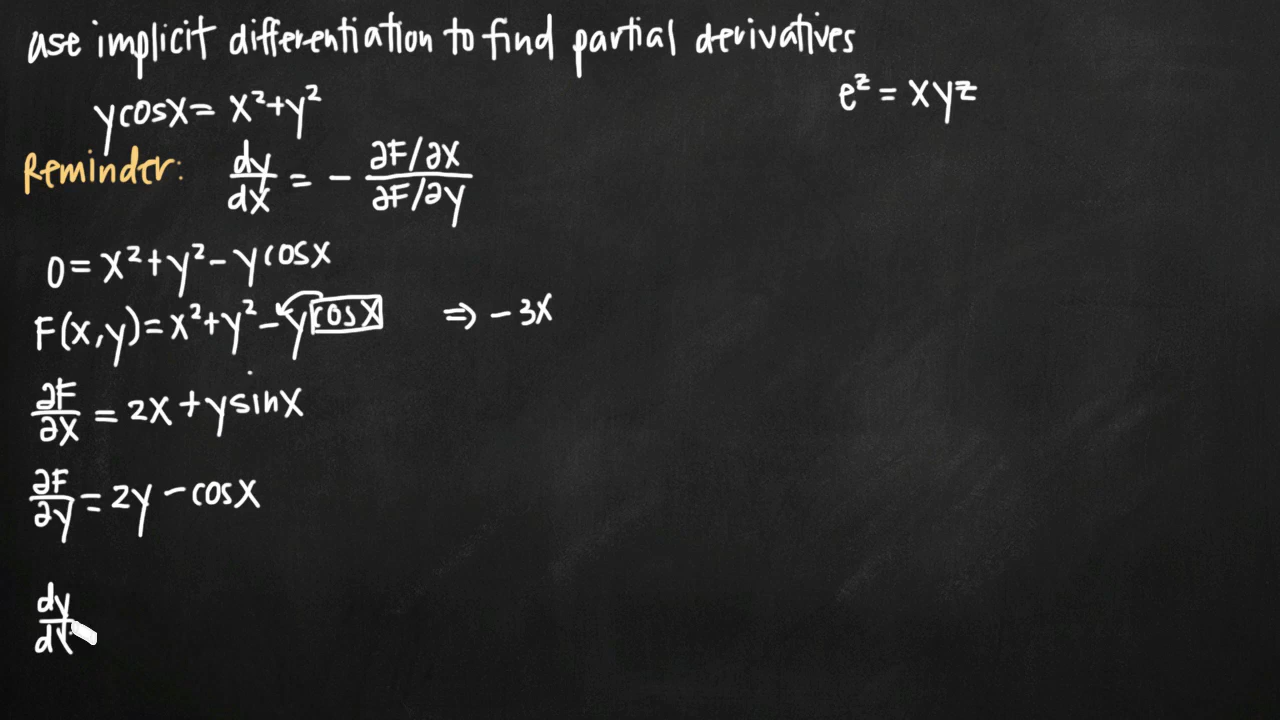 use implicit differentiation to find partial derivatives
ycosx = x²+y²
e^z = xyz
Reminder: dy/dx = - ∂F/∂x / ∂F/∂y
0 = x²+y²-ycosx
F(x,y) = x²+y²-ycosx ⇒ -3x
∂F/∂x = 2x+ysinx
∂F/∂y = 2y-cosx
dy/d